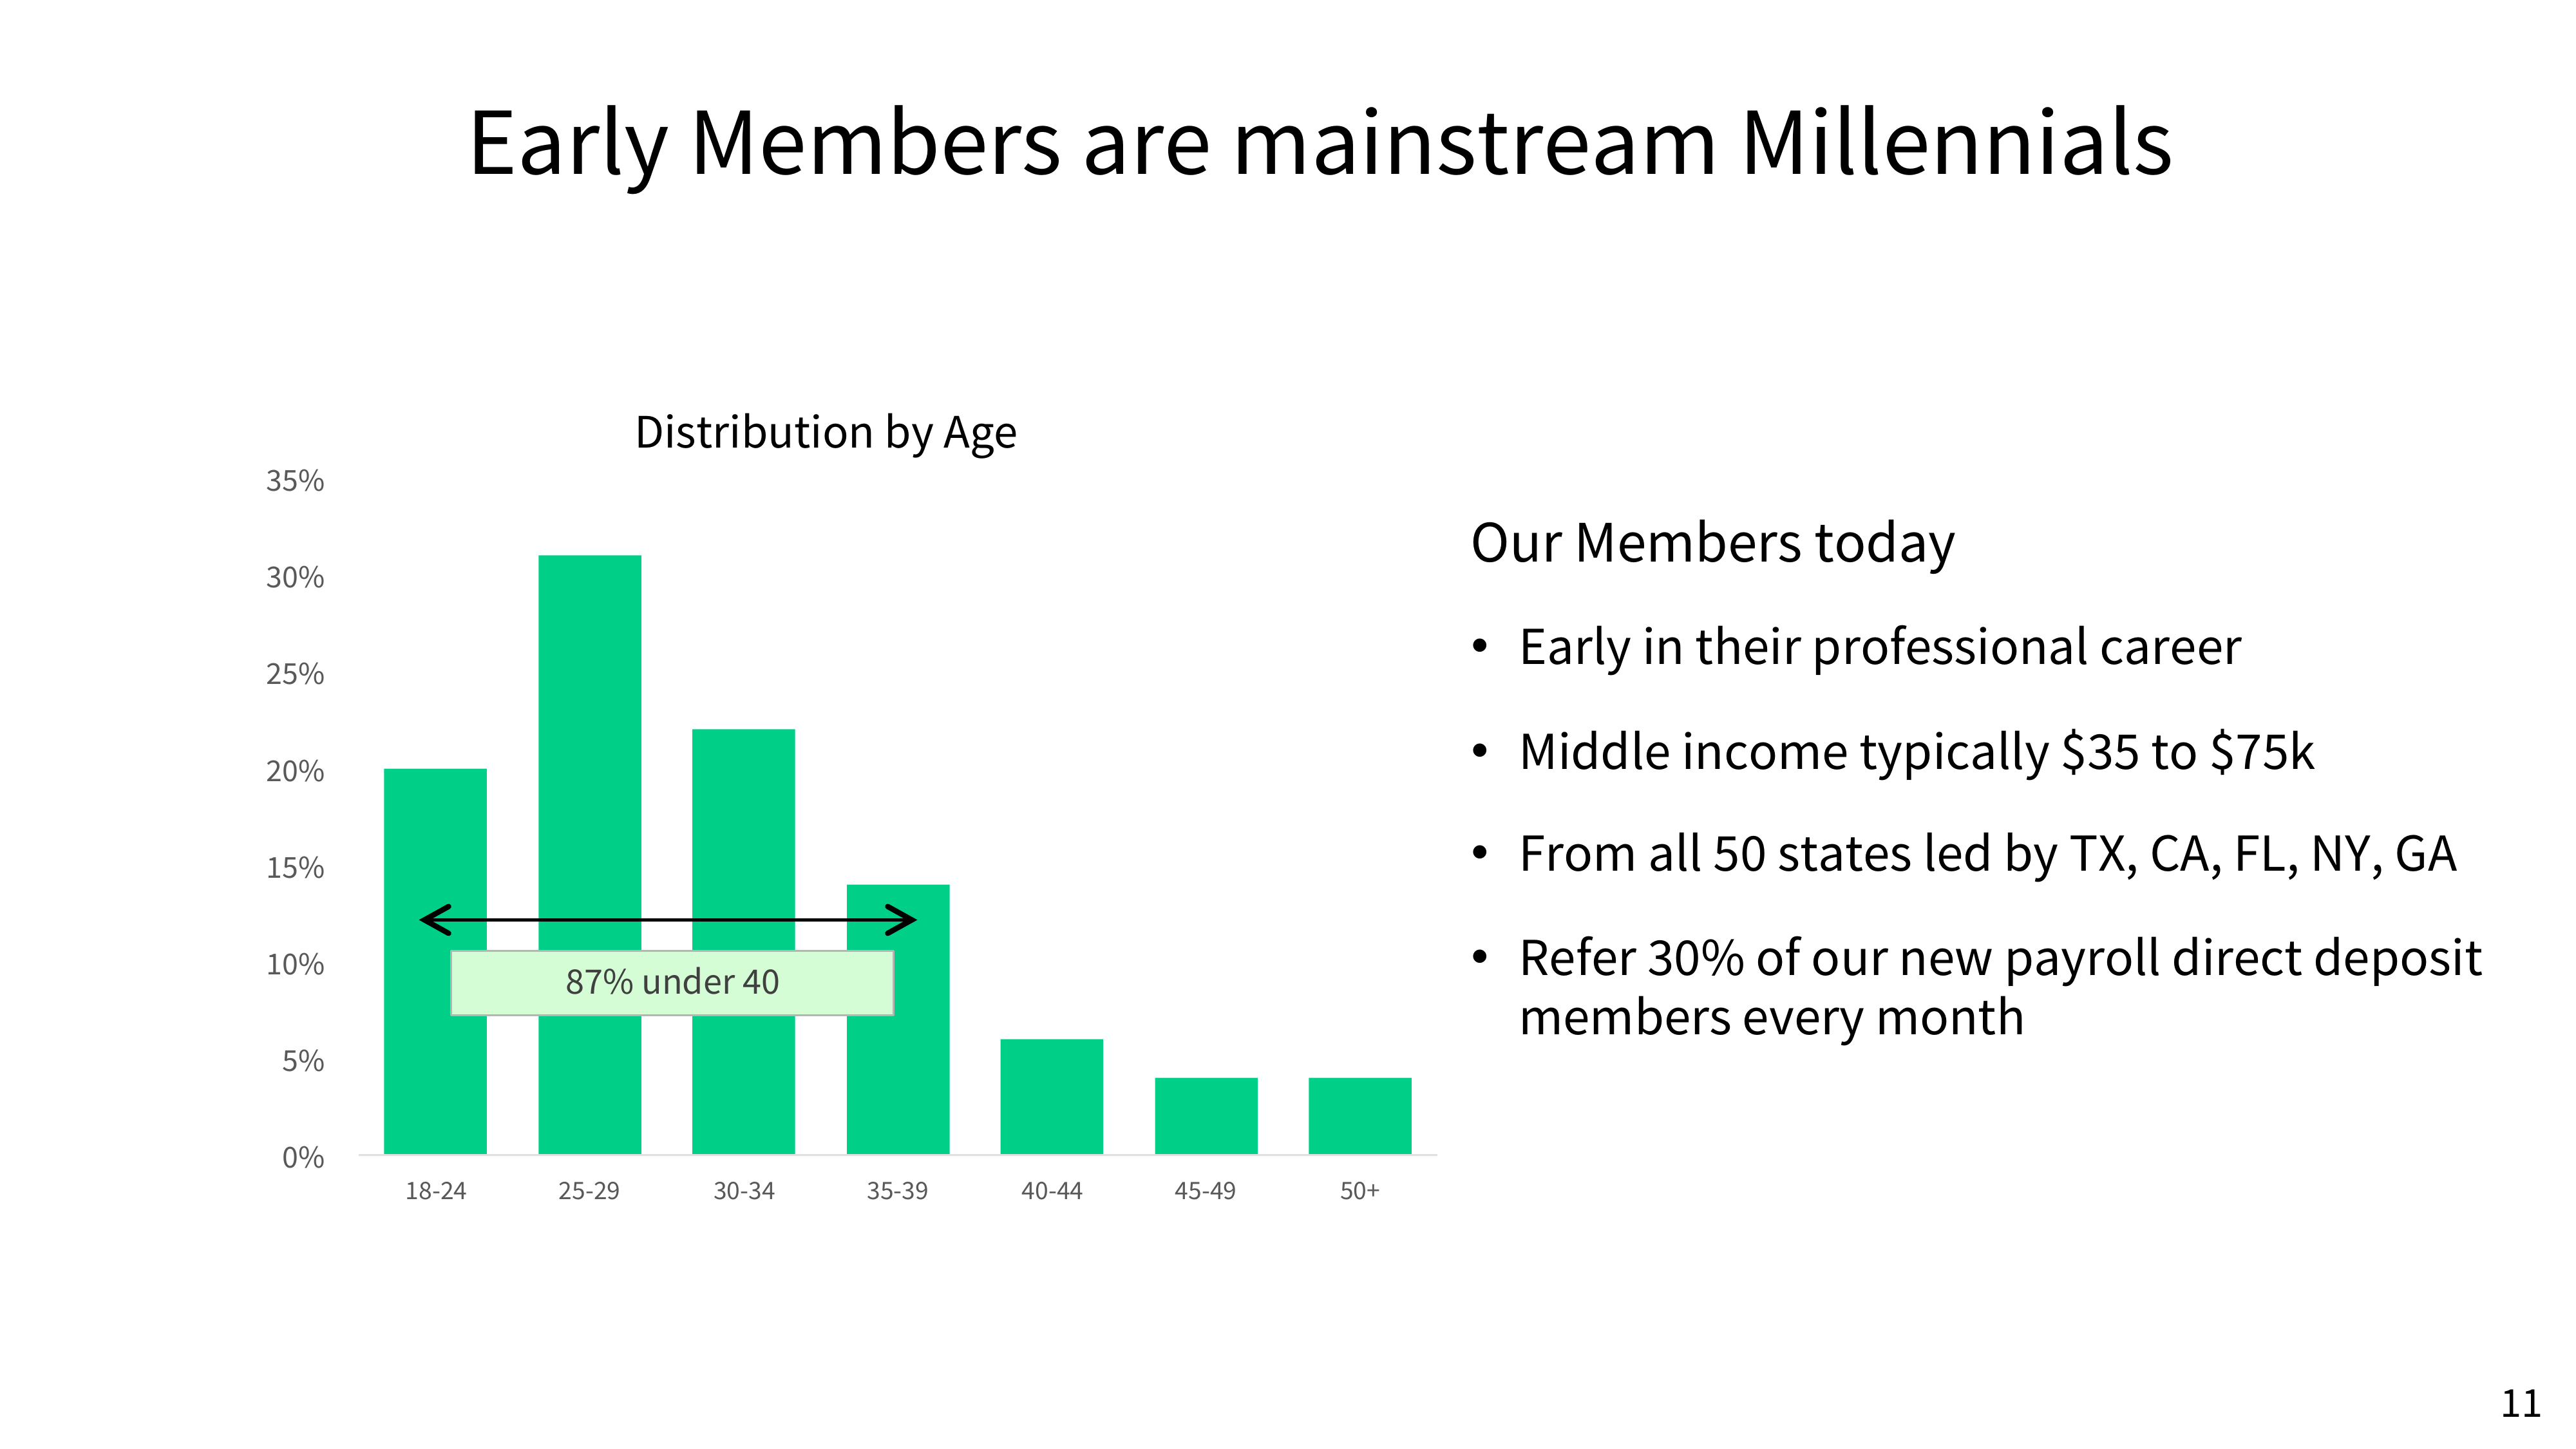 Early Members are mainstream Millennials
Distribution by Age
35%
30%
25%
20%
15%
10%
5%
0%
87% under 40
18-24 25-29 30-34 35-39 40-44 45-49 50+
Our Members today
• Early in their professional career
• Middle income typically $35 to $75k
• From all 50 states led by TX, CA, FL, NY, GA
• Refer 30% of our new payroll direct deposit
members every month
11